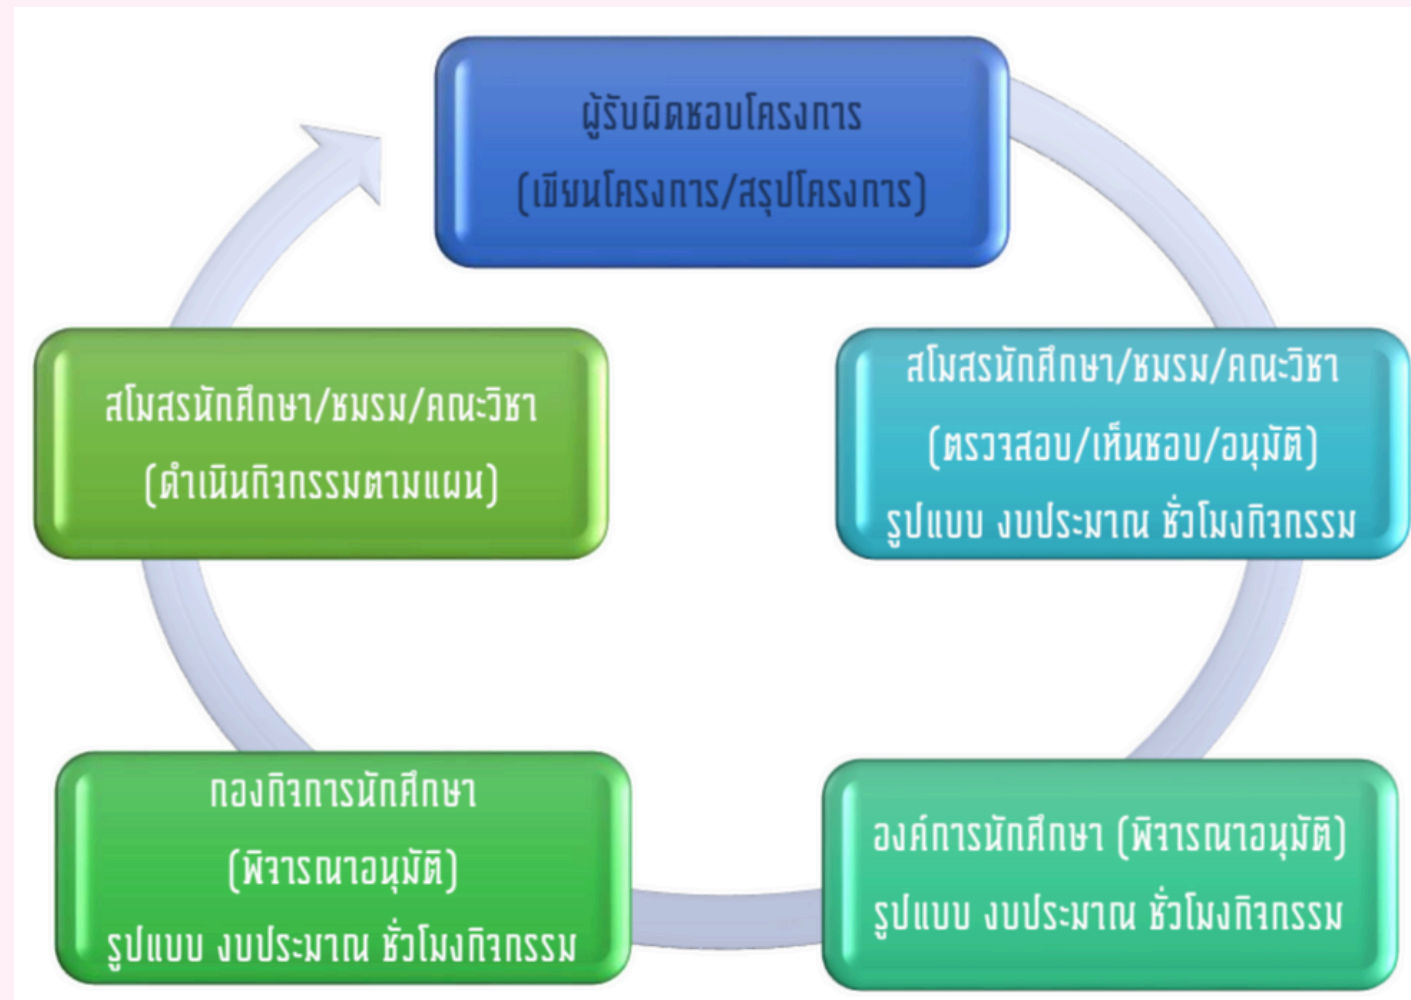 ผู้รับผิดชอบโครงการ
(เขียนโครงการ/สรุปโครงการ)
สโมสรนักศึกษา/ชมรม/คณะวิชา
(ตรวจสอบ/เห็นชอบ/อนุมัติ)
รูปแบบ งบประมาณ ชั่วโมงกิจกรรม
องค์การนักศึกษา (พิจารณาอนุมัติ)
รูปแบบ งบประมาณ ชั่วโมงกิจกรรม
กองกิจการนักศึกษา
(พิจารณาอนุมัติ)
รูปแบบ งบประมาณ ชั่วโมงกิจกรรม
สโมสรนักศึกษา/ชมรม/คณะวิชา
(ดำเนินกิจกรรมตามแผน)